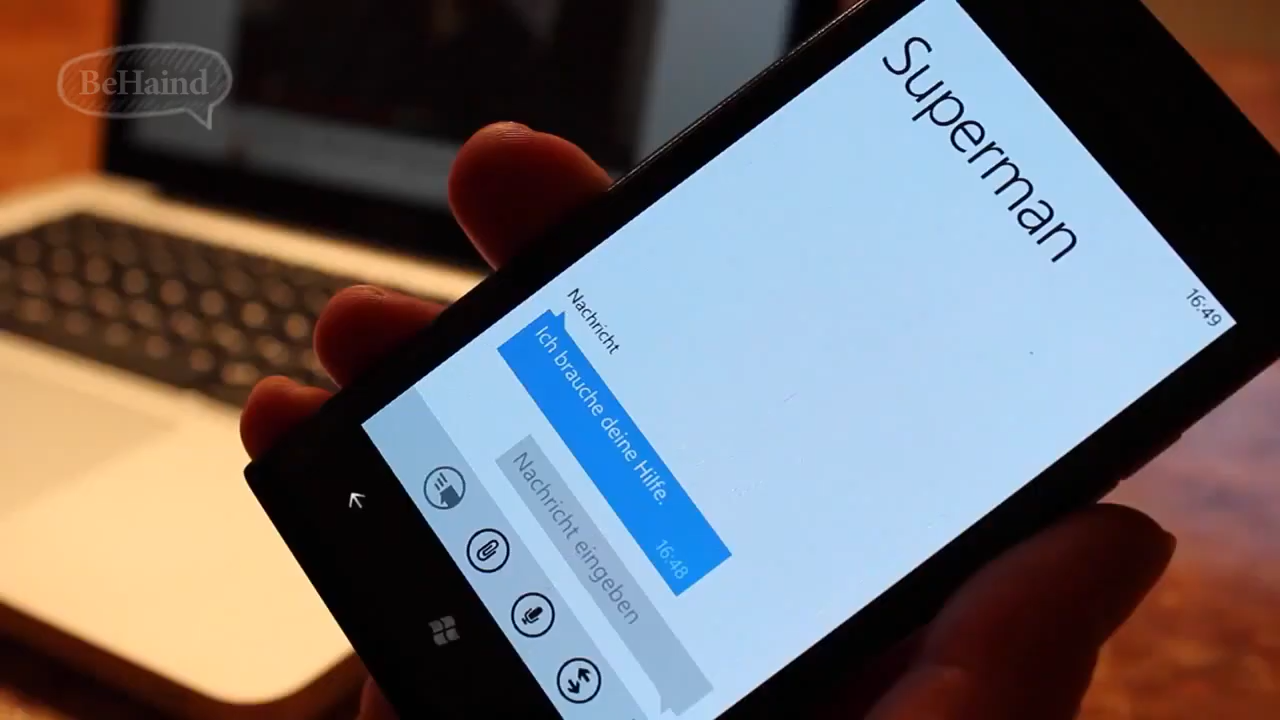 BeHaind
16:49
Superman
Nachricht
Ich brauche deine Hilfe.
16:48
Nachricht eingeben